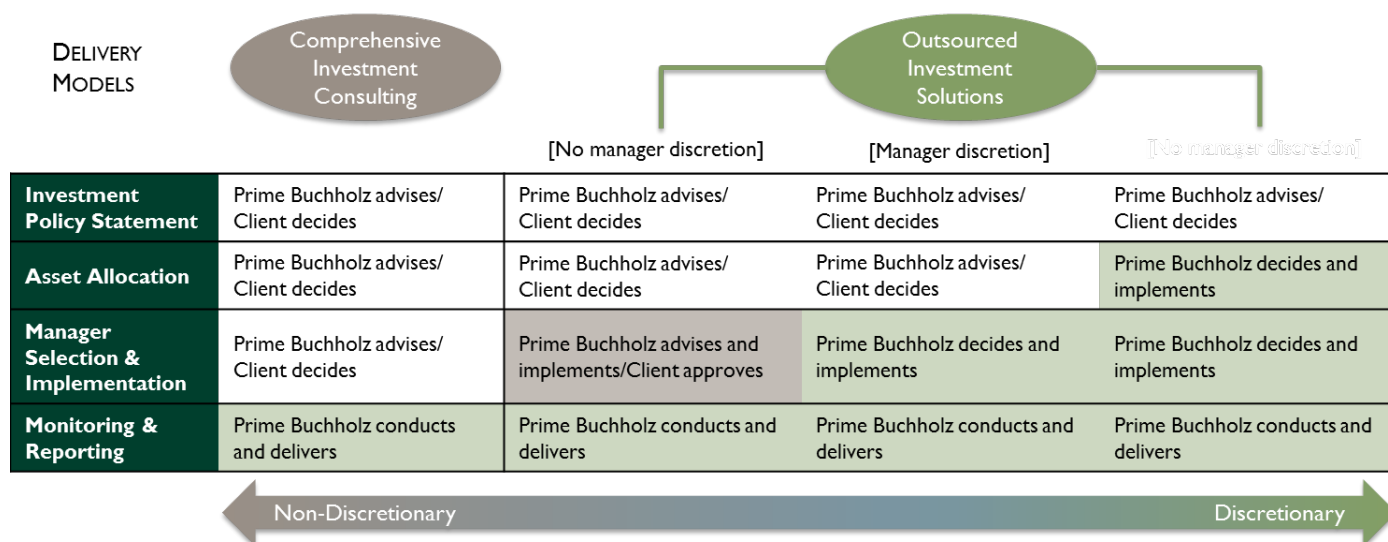 DELIVERY
MODELS
Comprehensive
Investment
Consulting
Outsourced
Investment
Solutions
[No manager discretion]
[Manager discretion]
[No manager discretion]
Investment
Policy Statement
Prime Buchholz advises/
Client decides
Prime Buchholz advises/
Client decides
Prime Buchholz advises/
Client decides
Prime Buchholz advises/
Client decides
Asset Allocation
Prime Buchholz advises/
Client decides
Prime Buchholz advises/
Client decides
Prime Buchholz advises/
Client decides
Prime Buchholz decides and
implements
Manager
Selection &
Implementation
Prime Buchholz advises/
Client decides
Prime Buchholz advises and
implements/Client approves
Prime Buchholz decides and
implements
Prime Buchholz decides and
implements
Monitoring &
Reporting
Prime Buchholz conducts
and delivers
Prime Buchholz conducts and
delivers
Prime Buchholz conducts and
delivers
Prime Buchholz conducts and
delivers
Non-Discretionary
Discretionary